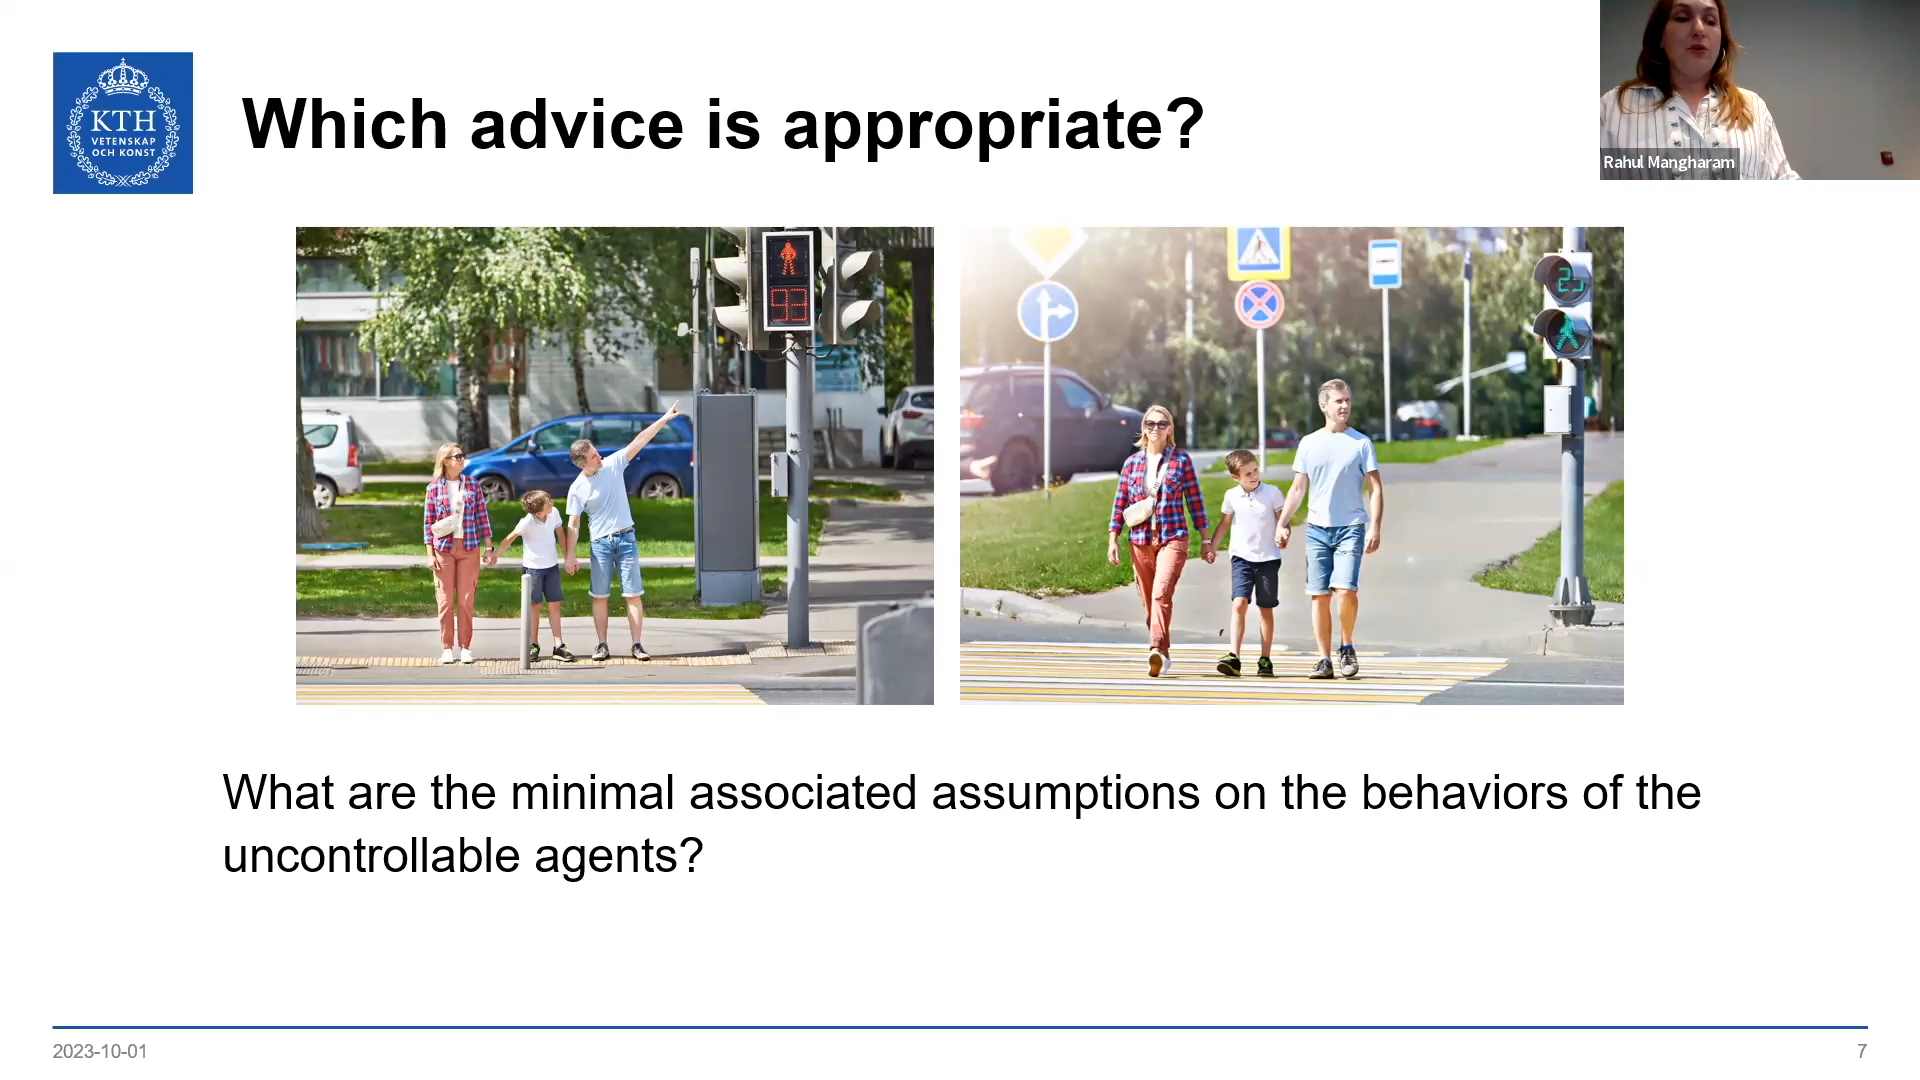 KTH
VETENSKAP
OCH KONST
Which advice is appropriate?
Rahul Mangharam
93
What are the minimal associated assumptions on the behaviors of the
uncontrollable agents?
2023-10-01
7